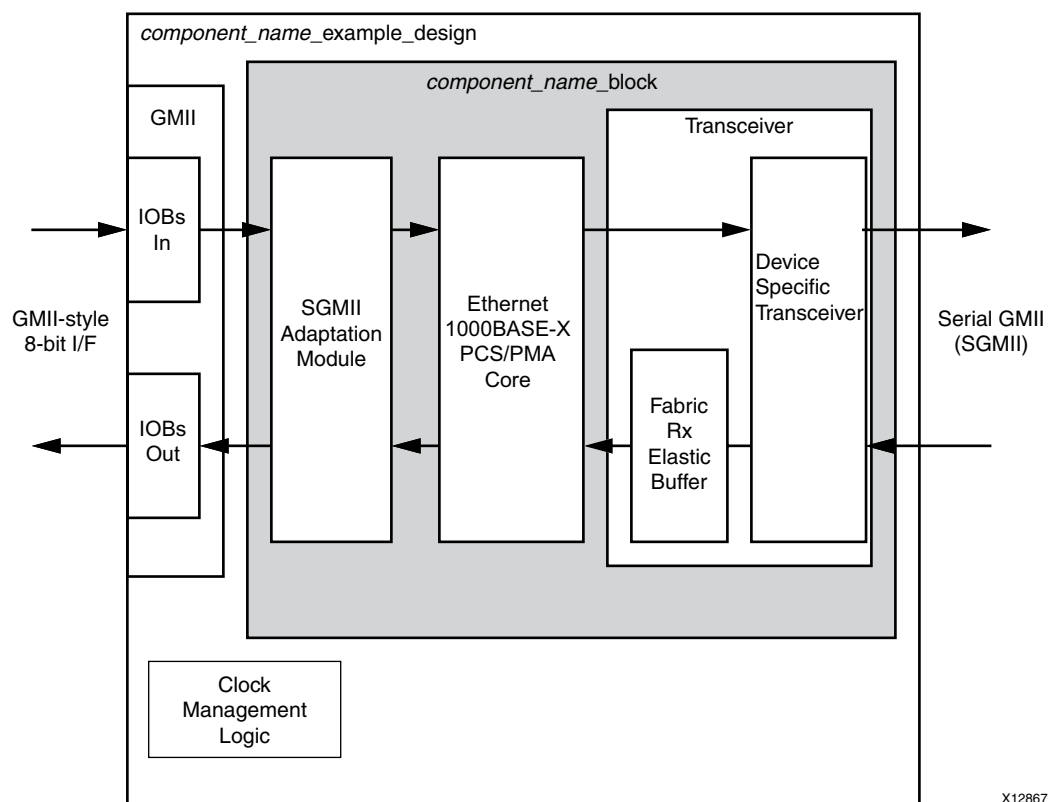 component_name_example_design
component_name_block
GMII
Transceiver
IOBs
In
GMII-style
8-bit I/F
SGMII
Adaptation
Module
Ethernet
1000BASE-X
PCS/PMA
Core
Device
Specific
Transceiver
Serial GMII
(SGMII)
IOBs
Out
Fabric
Rx
Elastic
Buffer
Clock
Management
Logic
X12867